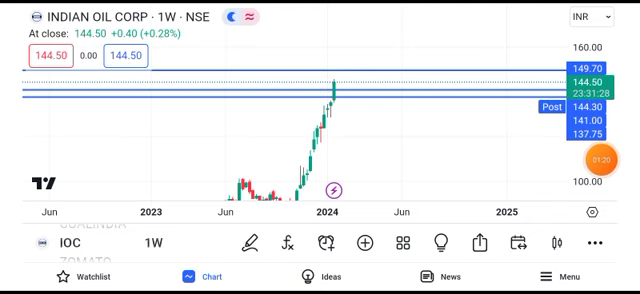 INDIAN OIL CORP · 1W · NSE
INR
At close: 144.50 +0.40 (+0.28%)
144.50 0.00 144.50
160.00
149.70
144.50
23:31:28
Post 144.30
141.00
137.75
01:20
100.00
Jun 2023 Jun 2024 Jun 2025
COALINDIA
IOC 1W
ZOMATO
Watchlist Chart Ideas News Menu